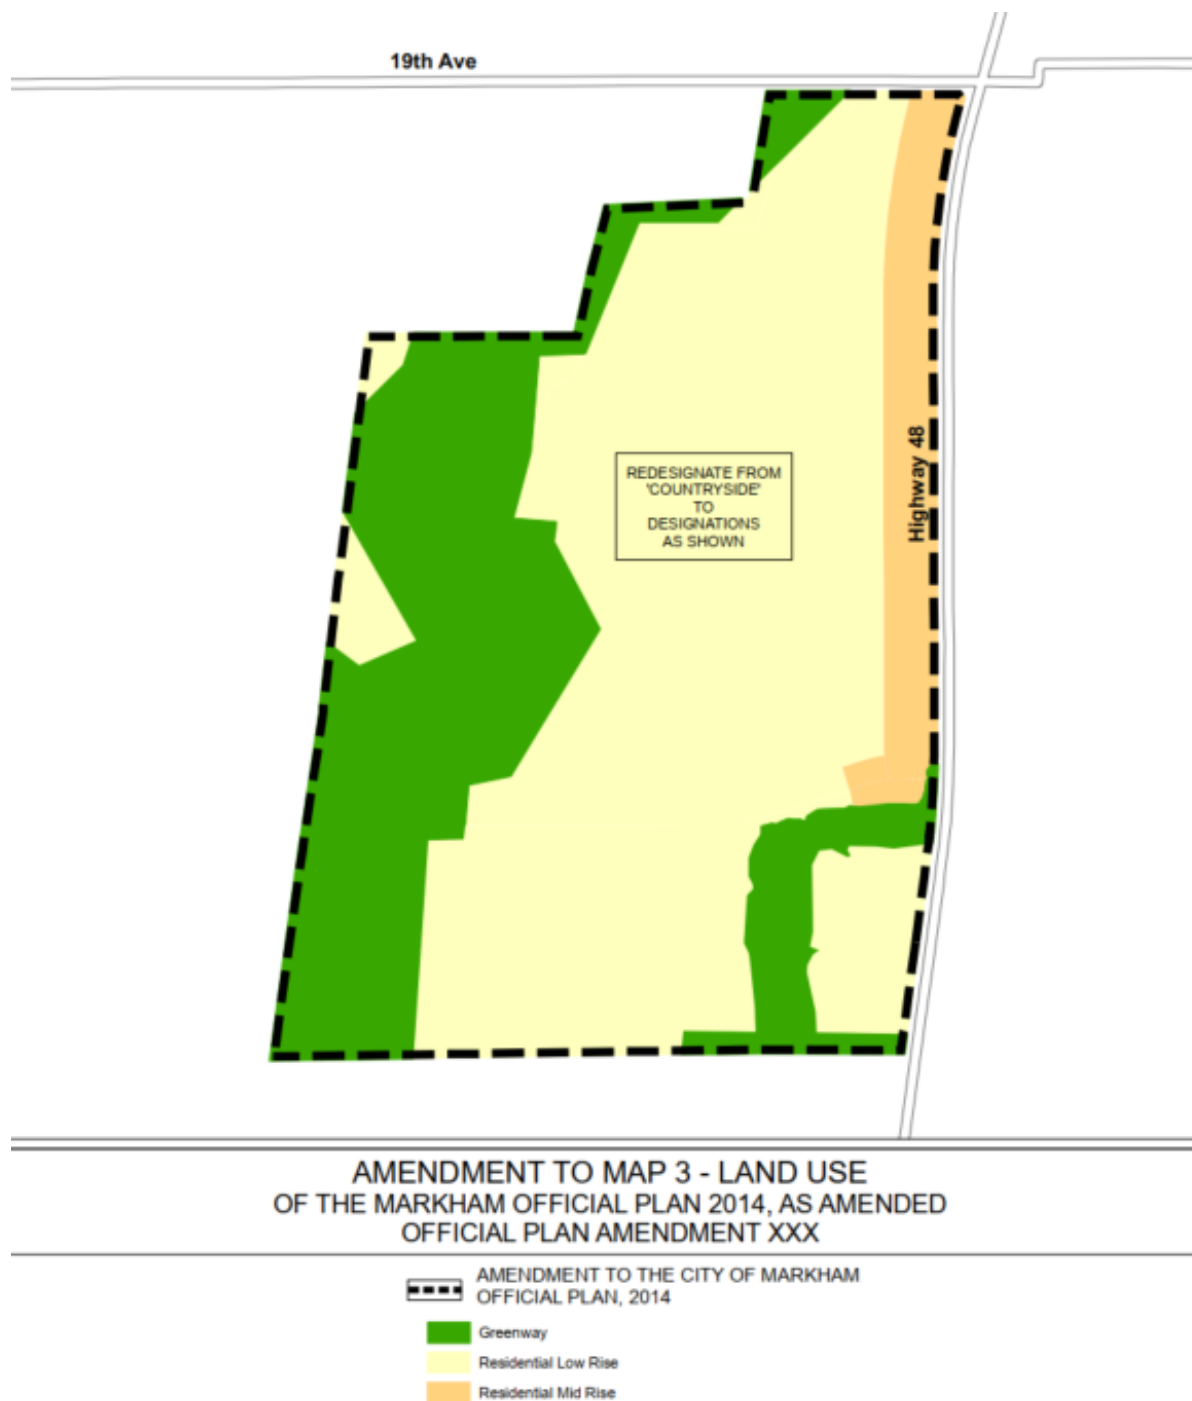 19th Ave
Highway 48
REDESIGNATE FROM
'COUNTRYSIDE'
TO
DESIGNATIONS
AS SHOWN
AMENDMENT TO MAP 3 - LAND USE
OF THE MARKHAM OFFICIAL PLAN 2014, AS AMENDED
OFFICIAL PLAN AMENDMENT XXX
AMENDMENT TO THE CITY OF MARKHAM
OFFICIAL PLAN, 2014
Greenway
Residential Low Rise
Residential Mid Rise